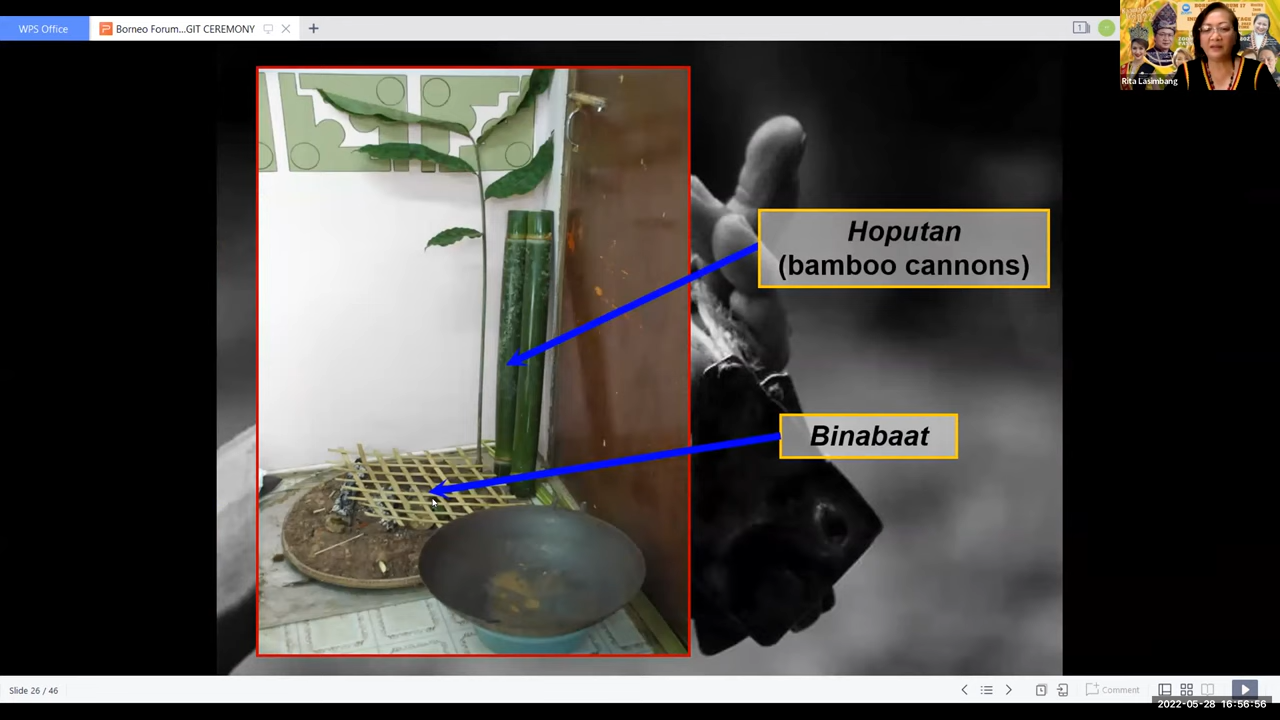 WPS Office
Borneo Forum...GIT CEREMONY
Rita Lasimbang
Hoputan
(bamboo cannons)
Binabaat
Slide 26 / 46
Comment
2022-05-28 16:56:56